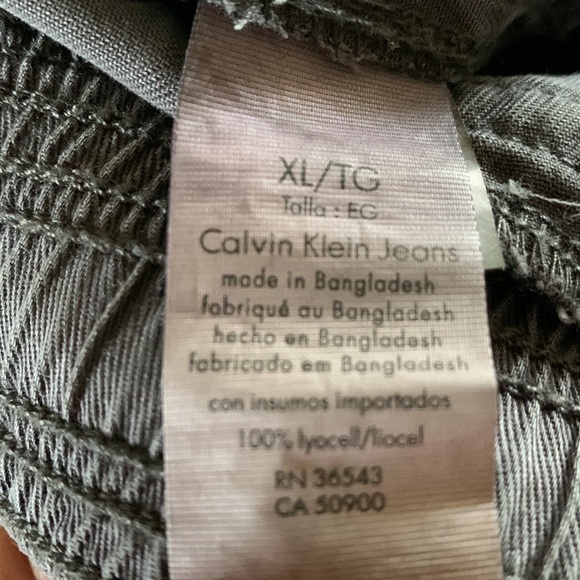 XL/TG
Talla : EG
Calvin Klein Jeans
made in Bangladesh
fabriqué au Bangladesh
hecho en Bangladesh
fabricado em Bangladesh
con insumos importados
100% lyocell/liocel
RN 36543
CA 50900